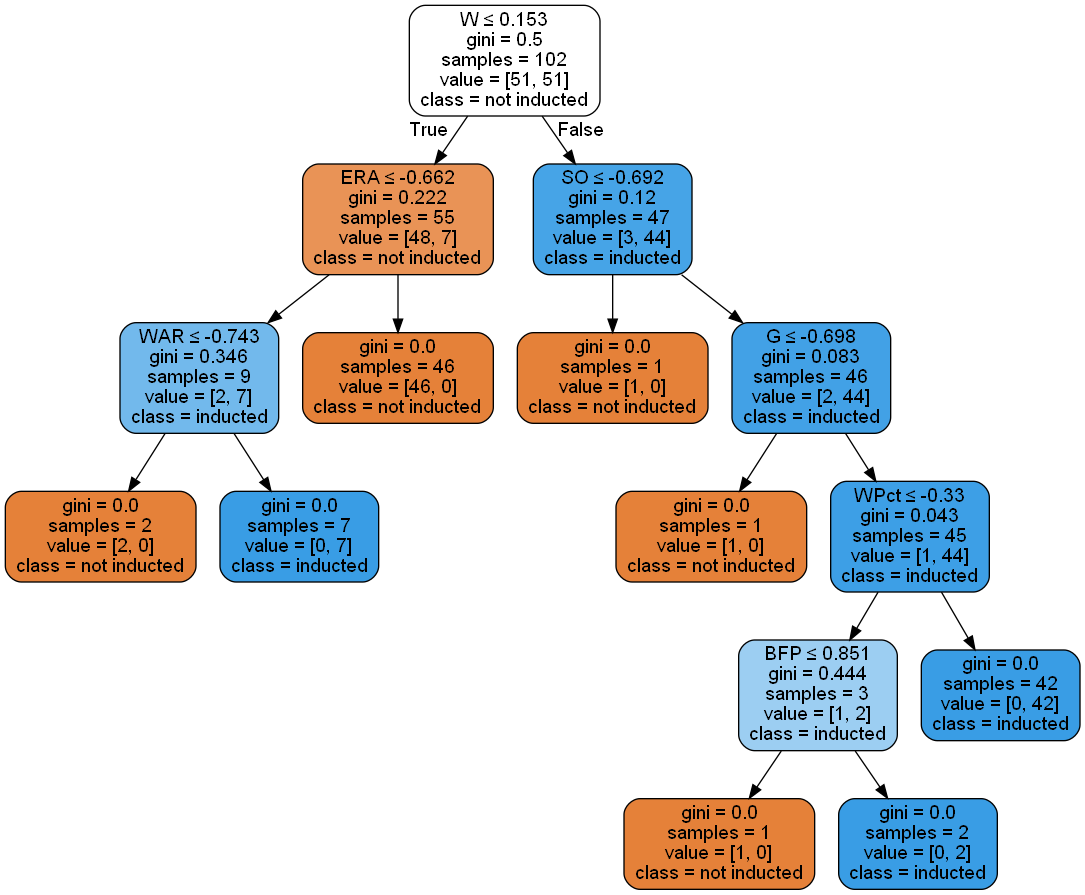 W ≤ 0.153
gini = 0.5
samples = 102
value = [51, 51]
class = not inducted
True
False
ERA ≤ -0.662
gini = 0.222
samples = 55
value = [48, 7]
class = not inducted
SO ≤ -0.692
gini = 0.12
samples = 47
value = [3, 44]
class = inducted
WAR ≤ -0.743
gini = 0.346
samples = 9
value = [2, 7]
class = inducted
gini = 0.0
samples = 46
value = [46, 0]
class = not inducted
gini = 0.0
samples = 1
value = [1, 0]
class = not inducted
G ≤ -0.698
gini = 0.083
samples = 46
value = [2, 44]
class = inducted
gini = 0.0
samples = 2
value = [2, 0]
class = not inducted
gini = 0.0
samples = 7
value = [0, 7]
class = inducted
gini = 0.0
samples = 1
value = [1, 0]
class = not inducted
WPct ≤ -0.33
gini = 0.043
samples = 45
value = [1, 44]
class = inducted
BFP ≤ 0.851
gini = 0.444
samples = 3
value = [1, 2]
class = inducted
gini = 0.0
samples = 42
value = [0, 42]
class = inducted
gini = 0.0
samples = 1
value = [1, 0]
class = not inducted
gini = 0.0
samples = 2
value = [0, 2]
class = inducted